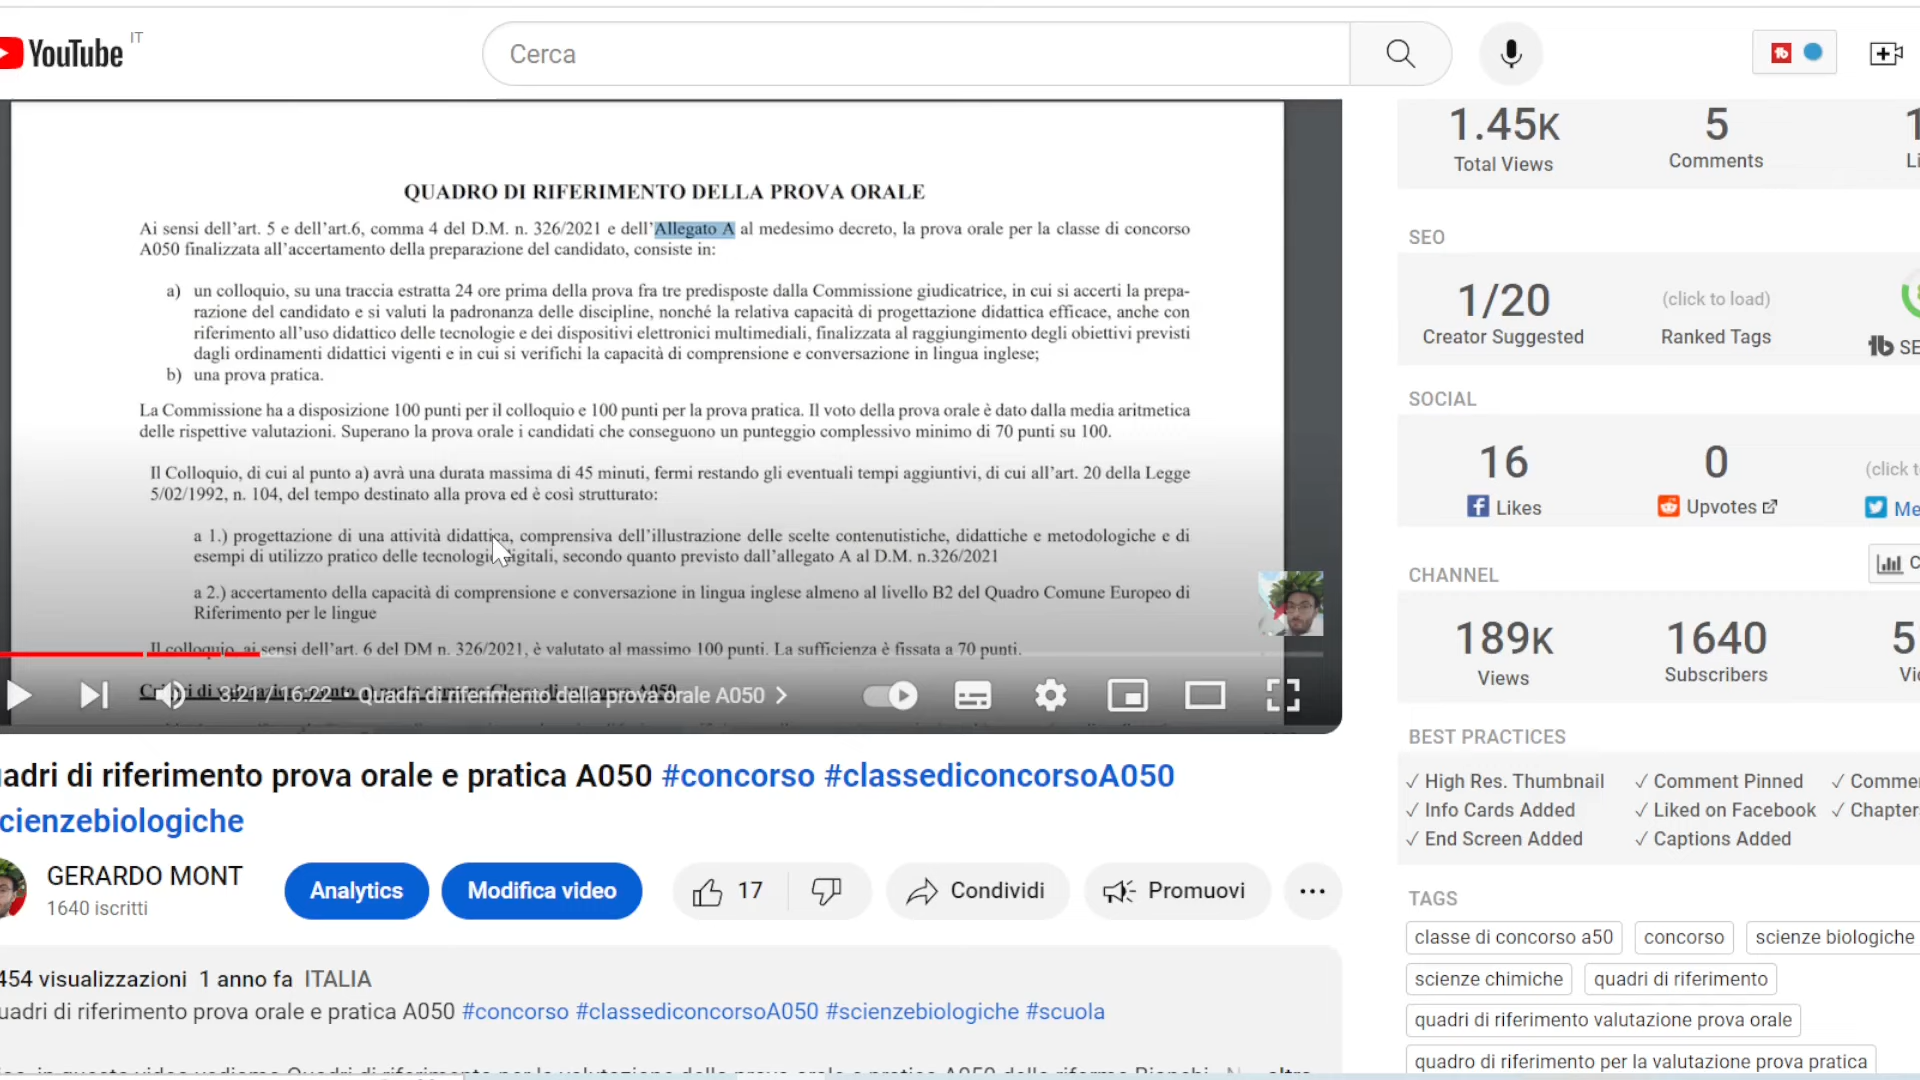 YouTube IT
Cerca
QUADRO DI RIFERIMENTO DELLA PROVA ORALE
Ai sensi dell'art. 5 e dell'art.6, comma 4 del D.M. n. 326/2021 e dell'Allegato A al medesimo decreto, la prova orale per la classe di concorso
A050 finalizzata all'accertamento della preparazione del candidato, consiste in:
a) un colloquio, su una traccia estratta 24 ore prima della prova fra tre predisposte dalla Commissione giudicatrice, in cui si accerti la prepa-
razione del candidato e si valuti la padronanza delle discipline, nonché la relativa capacità di progettazione didattica efficace, anche con
riferimento all'uso didattico delle tecnologie e dei dispositivi elettronici multimediali, finalizzata al raggiungimento degli obiettivi previsti
dagli ordinamenti didattici vigenti e in cui si verifichi la capacità di comprensione e conversazione in lingua inglese;
b) una prova pratica.
La Commissione ha a disposizione 100 punti per il colloquio e 100 punti per la prova pratica. Il voto della prova orale è dato dalla media aritmetica
delle rispettive valutazioni. Superano la prova orale i candidati che conseguono un punteggio complessivo minimo di 70 punti su 100.
Il Colloquio, di cui al punto a) avrà una durata massima di 45 minuti, fermi restando gli eventuali tempi aggiuntivi, di cui all'art. 20 della Legge
5/02/1992, n. 104, del tempo destinato alla prova ed è così strutturato:
a 1.) progettazione di una attività didattica, comprensiva dell'illustrazione delle scelte contenutistiche, didattiche e metodologiche e di
esempi di utilizzo pratico delle tecnologie digitali, secondo quanto previsto dall'allegato A al D.M. n.326/2021
a 2.) accertamento della capacità di comprensione e conversazione in lingua inglese almeno al livello B2 del Quadro Comune Europeo di
Riferimento per le lingue
Il colloquio, ai sensi dell'art. 6 del DM n. 326/2021, è valutato al massimo 100 punti. La sufficienza è fissata a 70 punti.
3:21 / 16:22 • Quadri di riferimento della prova orale A050
adri di riferimento prova orale e pratica A050 #concorso #classediconcorsoA050
cienzebiologiche
GERARDO MONT
1640 iscritti
Analytics
Modifica video
17
Condividi
Promuovi
454 visualizzazioni 1 anno fa ITALIA
uadri di riferimento prova orale e pratica A050 #concorso #classediconcorsoA050 #scienzebiologiche #scuola
1.45K 5 1
Total Views Comments Li
SEO
1/20 (click to load)
Creator Suggested Ranked Tags tb SE
SOCIAL
16 0 (click t
Likes Upvotes Me
CHANNEL C
189K 1640 5
Views Subscribers Vi
BEST PRACTICES
✓ High Res. Thumbnail ✓ Comment Pinned ✓ Comme
✓ Info Cards Added ✓ Liked on Facebook ✓ Chapter
✓ End Screen Added ✓ Captions Added
TAGS
classe di concorso a50 concorso scienze biologiche
scienze chimiche quadri di riferimento
quadri di riferimento valutazione prova orale
quadro di riferimento per la valutazione prova pratica